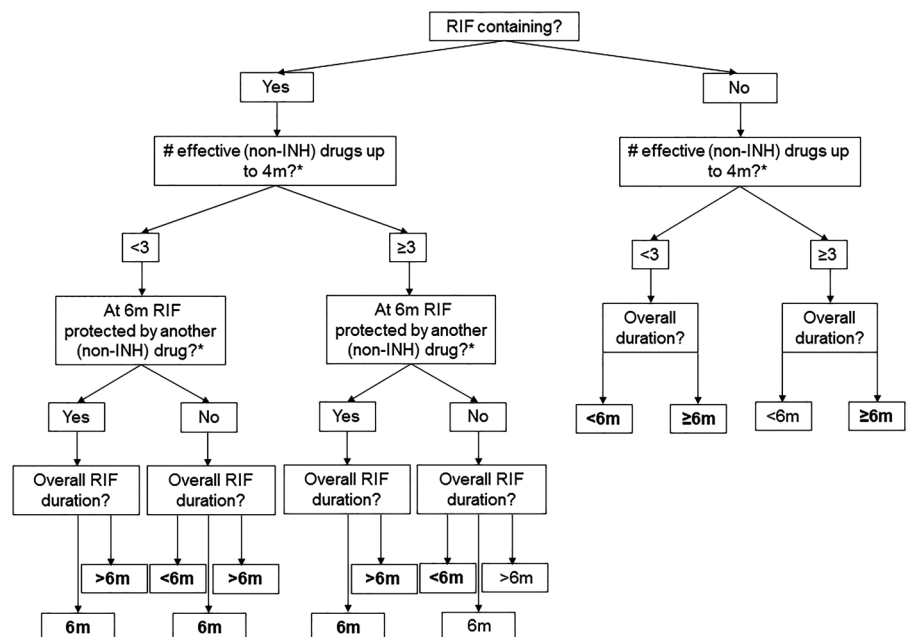 RIF containing?
Yes
No
# effective (non-INH) drugs up
to 4m?*
# effective (non-INH) drugs up
to 4m?*
<3
≥3
<3
≥3
At 6m RIF
protected by another
(non-INH) drug?*
At 6m RIF
protected by another
(non-INH) drug?*
Overall
duration?
Overall
duration?
Yes
No
Yes
No
<6m
≥6m
<6m
≥6m
Overall RIF
duration?
Overall RIF
duration?
Overall RIF
duration?
Overall RIF
duration?
>6m
<6m
>6m
>6m
<6m
>6m
6m
6m
6m
6m